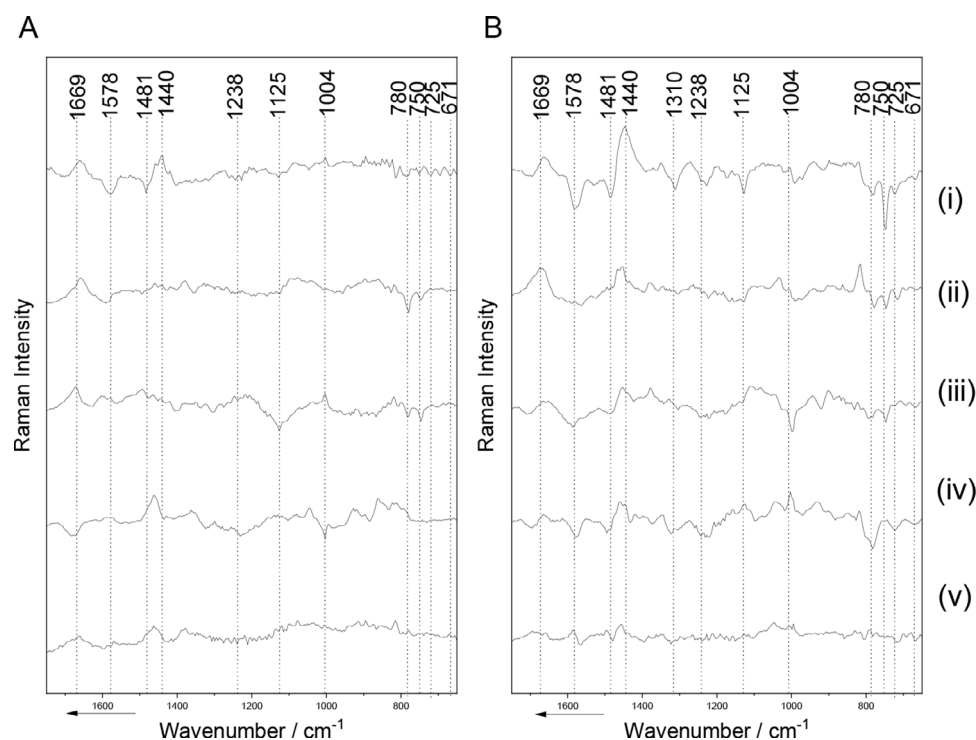 A
B
1669 1578 1481 1440 1238 1125 1004 780 750 725 671
1669 1578 1481 1440 1310 1238 1125 1004 780 750 725 671
(i)
(ii)
(iii)
(iv)
(v)
Raman Intensity
Raman Intensity
1600 1400 1200 1000 800
1600 1400 1200 1000 800
Wavenumber / cm⁻¹
Wavenumber / cm⁻¹